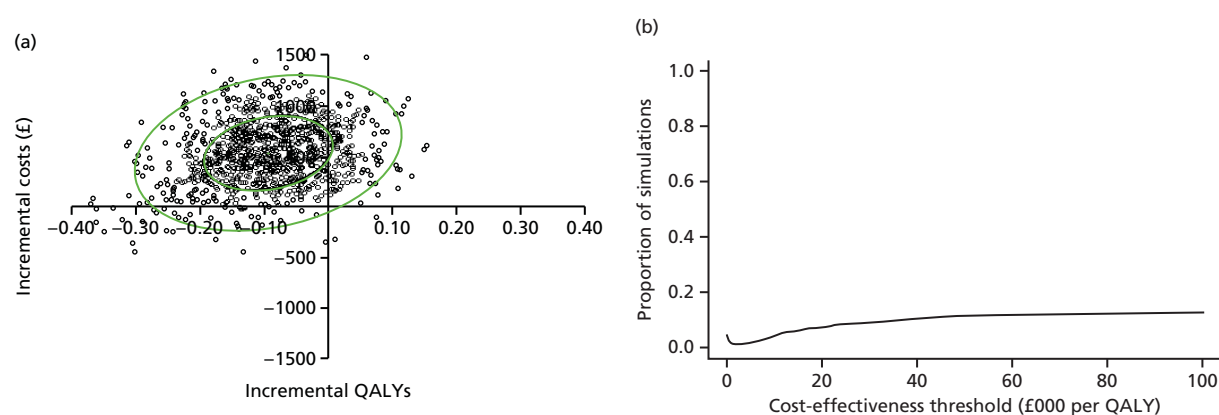 (a)
1500
1000
Incremental costs (£)
−0.40 −0.30 −0.20 −0.10 0.10 0.20 0.30 0.40
−500
−1000
−1500
Incremental QALYs
(b)
1.0
0.8
0.6
0.4
0.2
0.0
Proportion of simulations
0 20 40 60 80 100
Cost-effectiveness threshold (£000 per QALY)